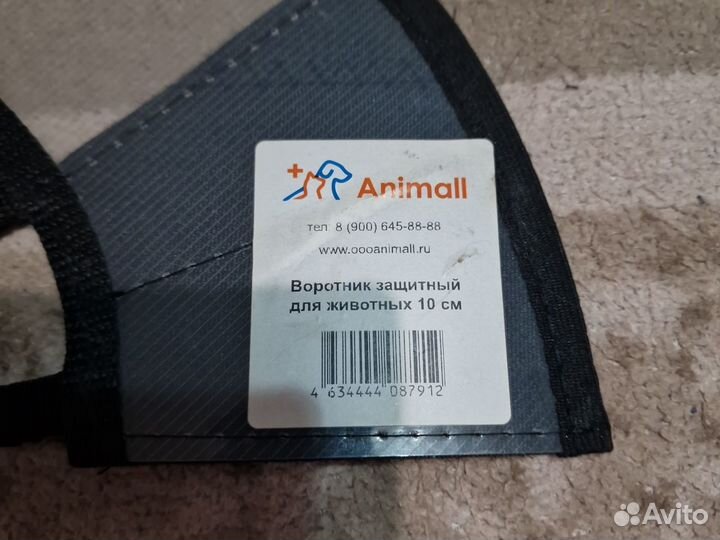 Animall
тел: 8 (900) 645-88-88
www.oooanimall.ru
Воротник защитный
для животных 10 см
4 634444 087912
Avito